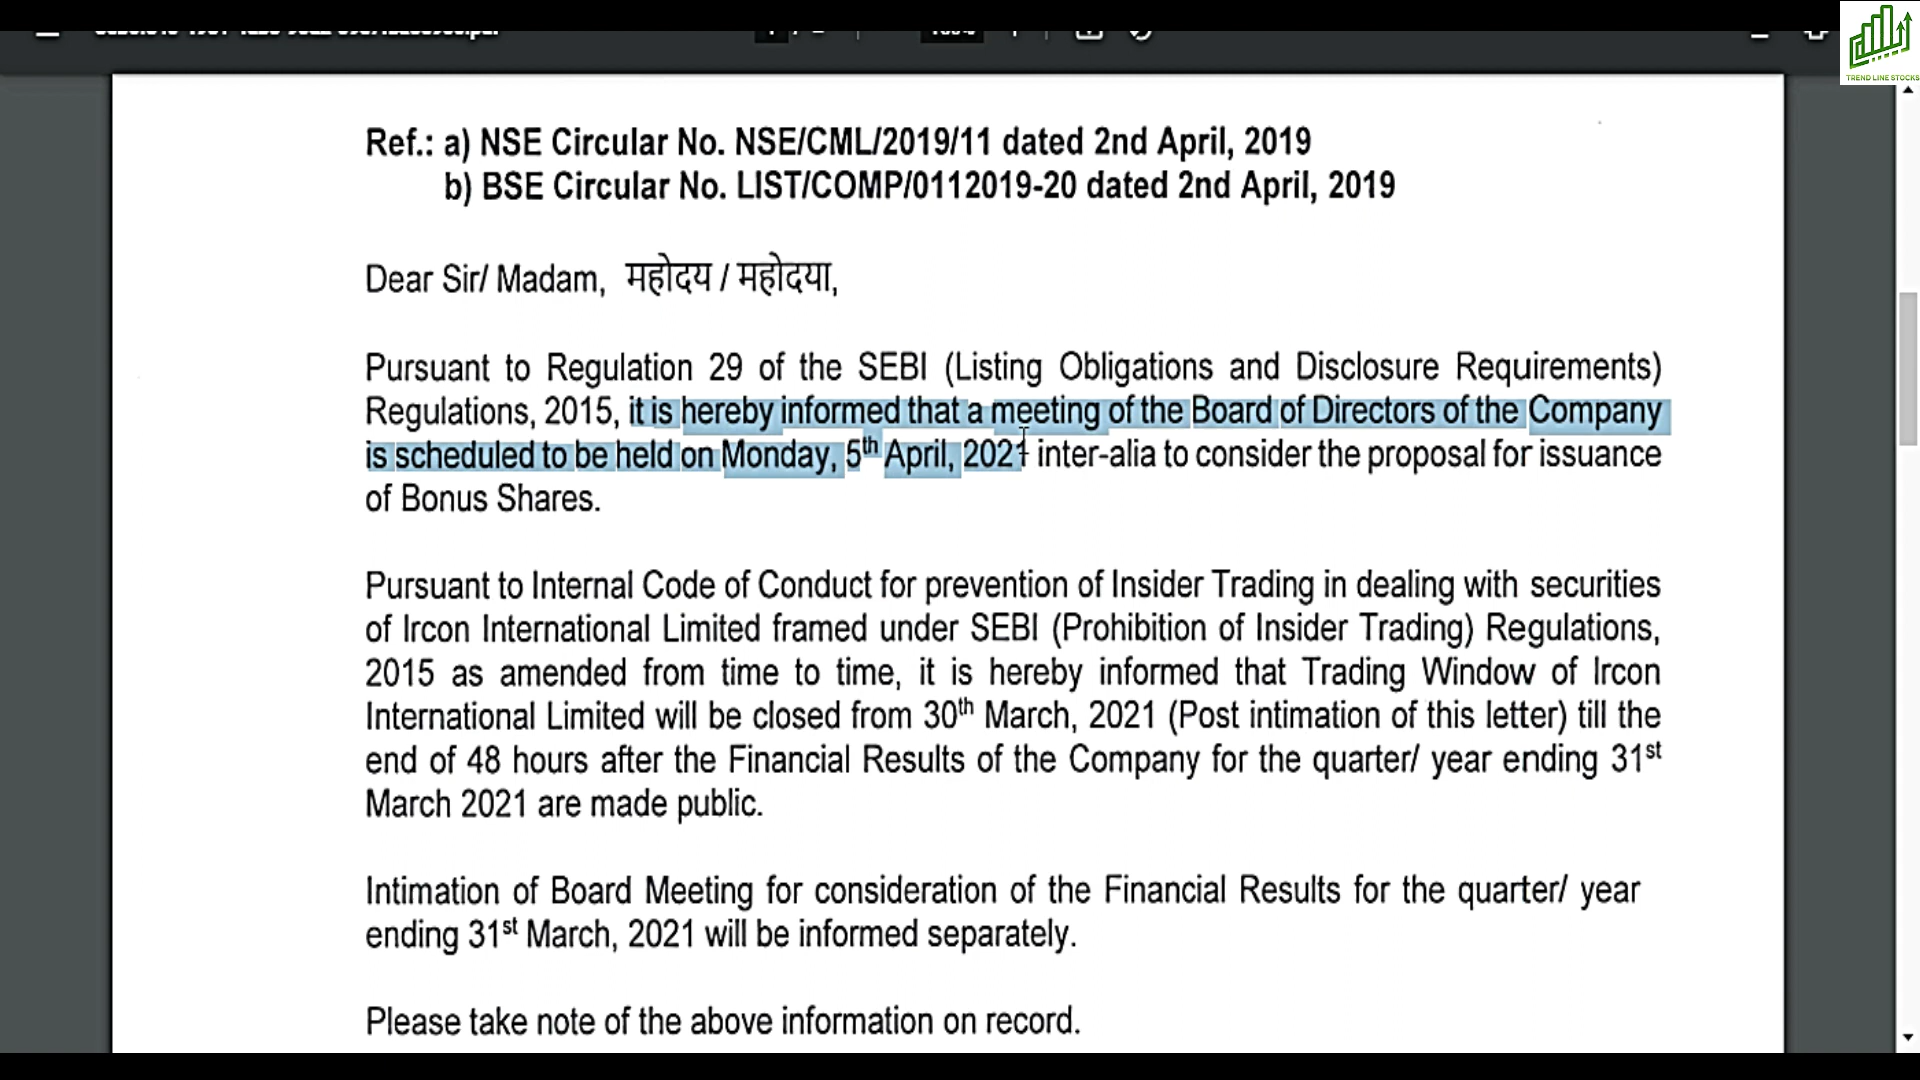 TREND LINE STOCKS
Ref.: a) NSE Circular No. NSE/CML/2019/11 dated 2nd April, 2019
b) BSE Circular No. LIST/COMP/0112019-20 dated 2nd April, 2019
Dear Sir/ Madam, महोदय / महोदया,
Pursuant to Regulation 29 of the SEBI (Listing Obligations and Disclosure Requirements)
Regulations, 2015, it is hereby informed that a meeting of the Board of Directors of the Company
is scheduled to be held on Monday, 5th April, 2021 inter-alia to consider the proposal for issuance
of Bonus Shares.
Pursuant to Internal Code of Conduct for prevention of Insider Trading in dealing with securities
of Ircon International Limited framed under SEBI (Prohibition of Insider Trading) Regulations,
2015 as amended from time to time, it is hereby informed that Trading Window of Ircon
International Limited will be closed from 30th March, 2021 (Post intimation of this letter) till the
end of 48 hours after the Financial Results of the Company for the quarter/ year ending 31st
March 2021 are made public.
Intimation of Board Meeting for consideration of the Financial Results for the quarter/ year
ending 31st March, 2021 will be informed separately.
Please take note of the above information on record.